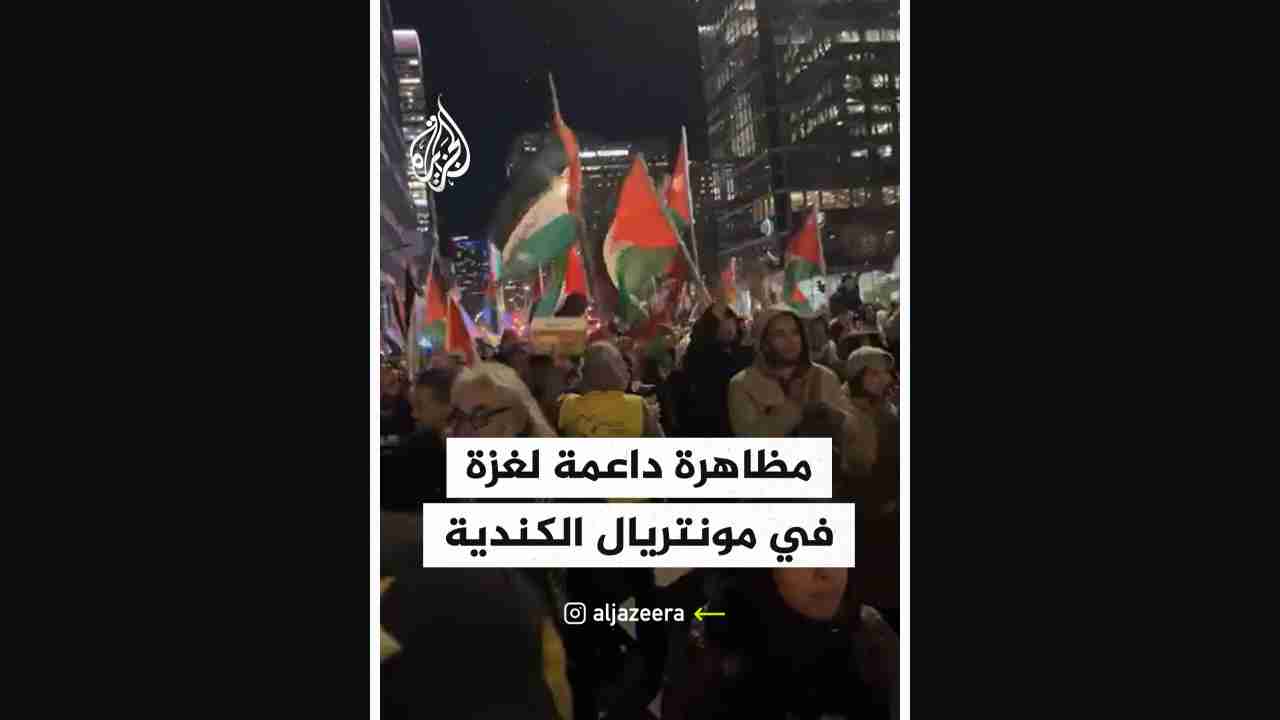 الجزيرة
مظاهرة داعمة لغزة
في مونتريال الكندية
aljazeera